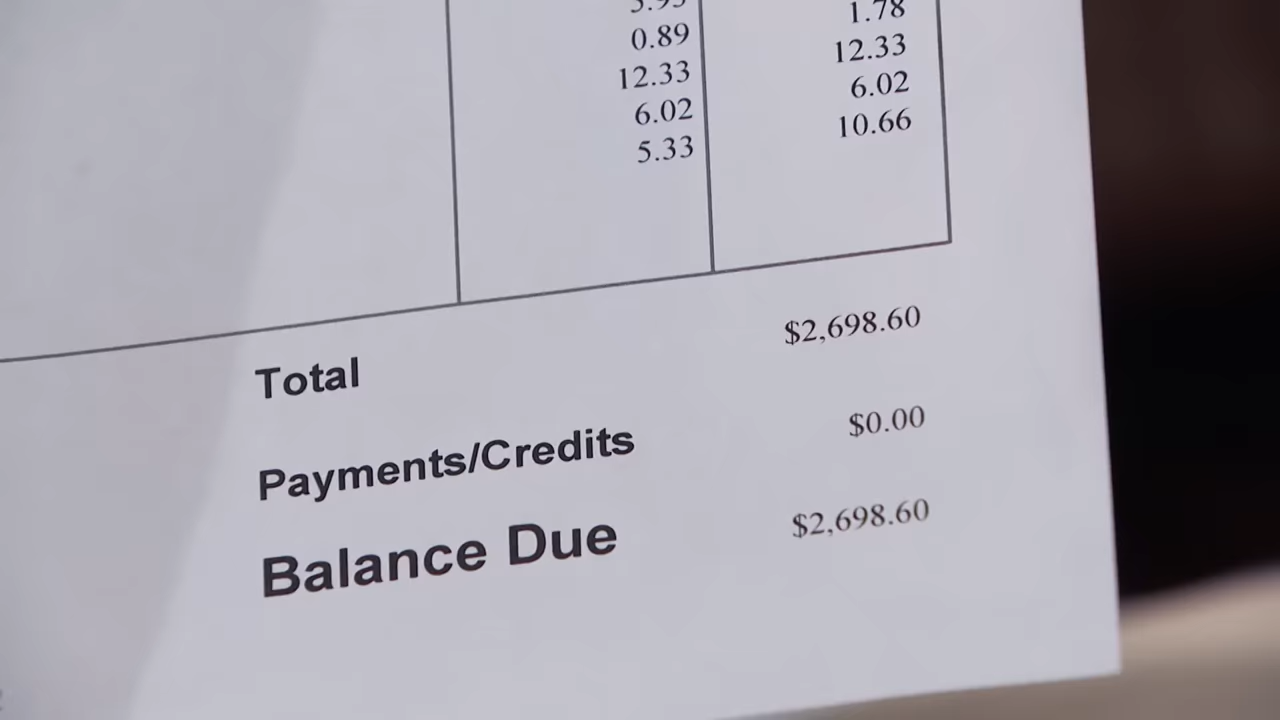 0.89 1.78
12.33 12.33
6.02 6.02
5.33 10.66
Total $2,698.60
Payments/Credits $0.00
Balance Due $2,698.60